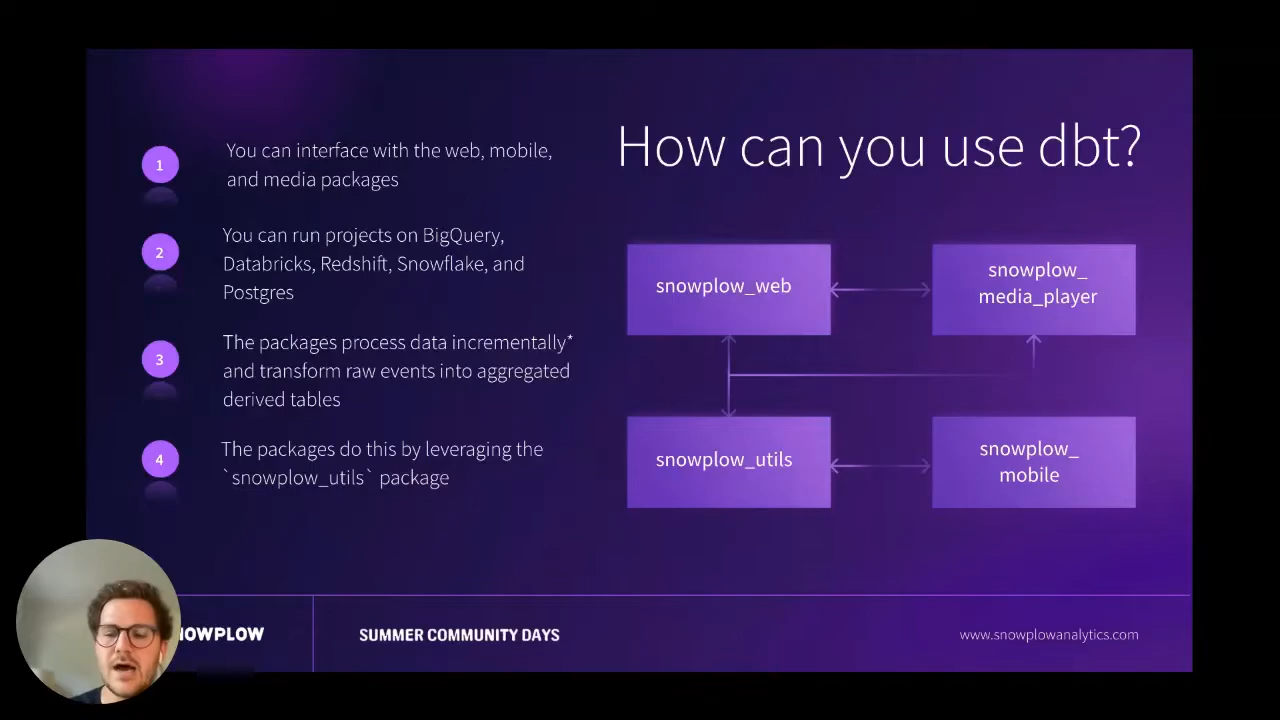 How can you use dbt?
1
You can interface with the web, mobile,
and media packages
2
You can run projects on BigQuery,
Databricks, Redshift, Snowflake, and
Postgres
3
The packages process data incrementally*
and transform raw events into aggregated
derived tables
4
The packages do this by leveraging the
`snowplow_utils` package
snowplow_web
snowplow_
media_player
snowplow_utils
snowplow_
mobile
NOWPLOW
SUMMER COMMUNITY DAYS
www.snowplowanalytics.com